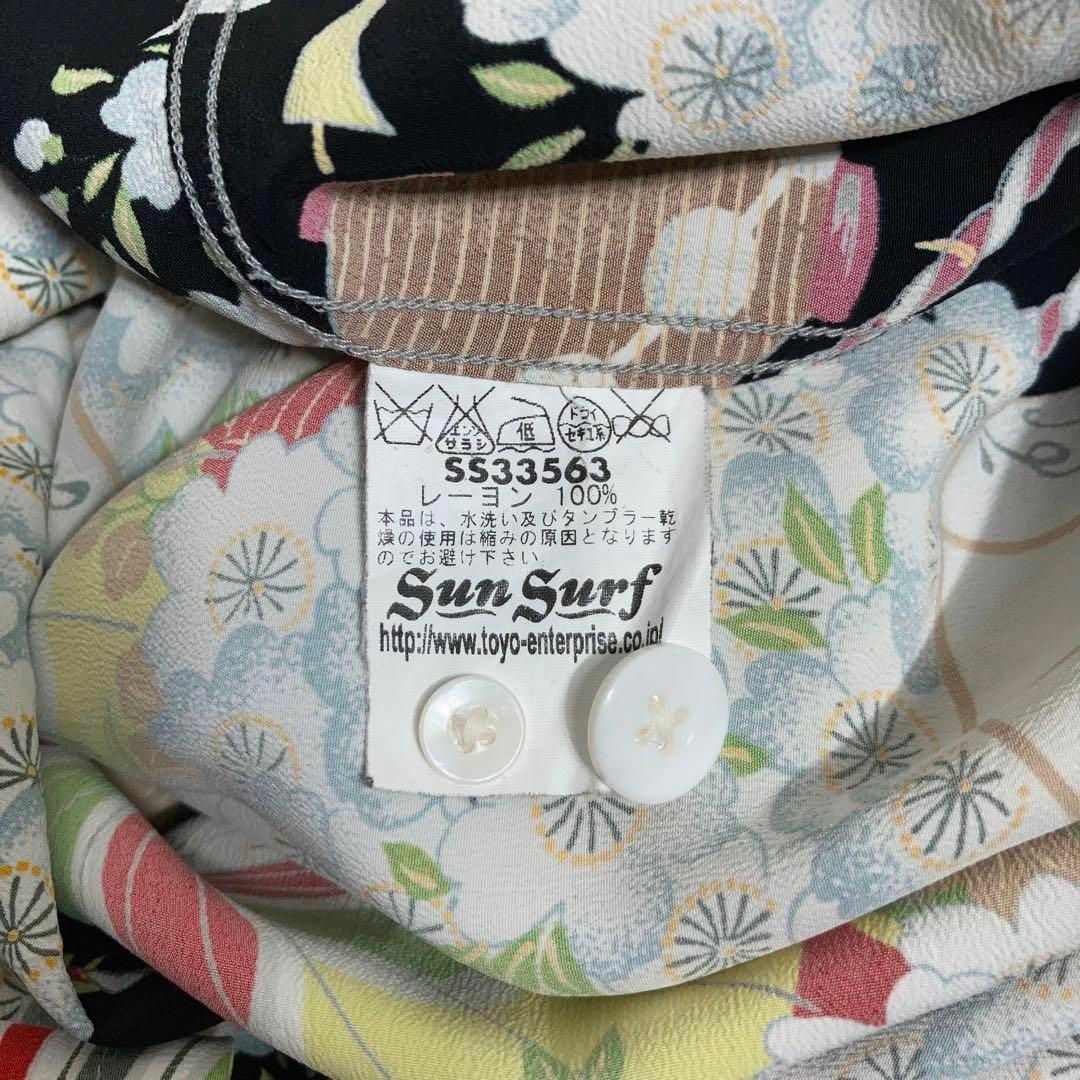 エンソ サラシ 低 ドライ セキユ系
SS33563
レーヨン 100%
本品は、水洗い及びタンブラー乾
燥の使用は縮みの原因となります
のでお避け下さい。
Sun Surf
http://www.toyo-enterprise.co.jp/